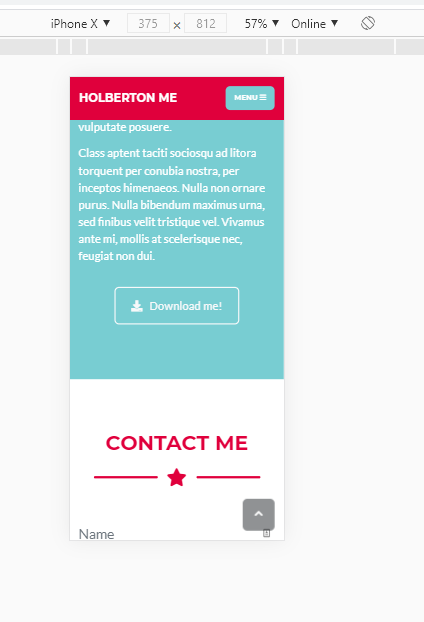 iPhone X ▼ 375 × 812 57% ▼ Online ▼
HOLBERTON ME MENU ☰
vulputate posuere.
Class aptent taciti sociosqu ad litora
torquent per conubia nostra, per
inceptos himenaeos. Nulla non ornare
purus. Nulla bibendum maximus urna,
sed finibus velit tristique vel. Vivamus
ante mi, mollis at scelerisque nec,
feugiat non dui.
Download me!
CONTACT ME
Name